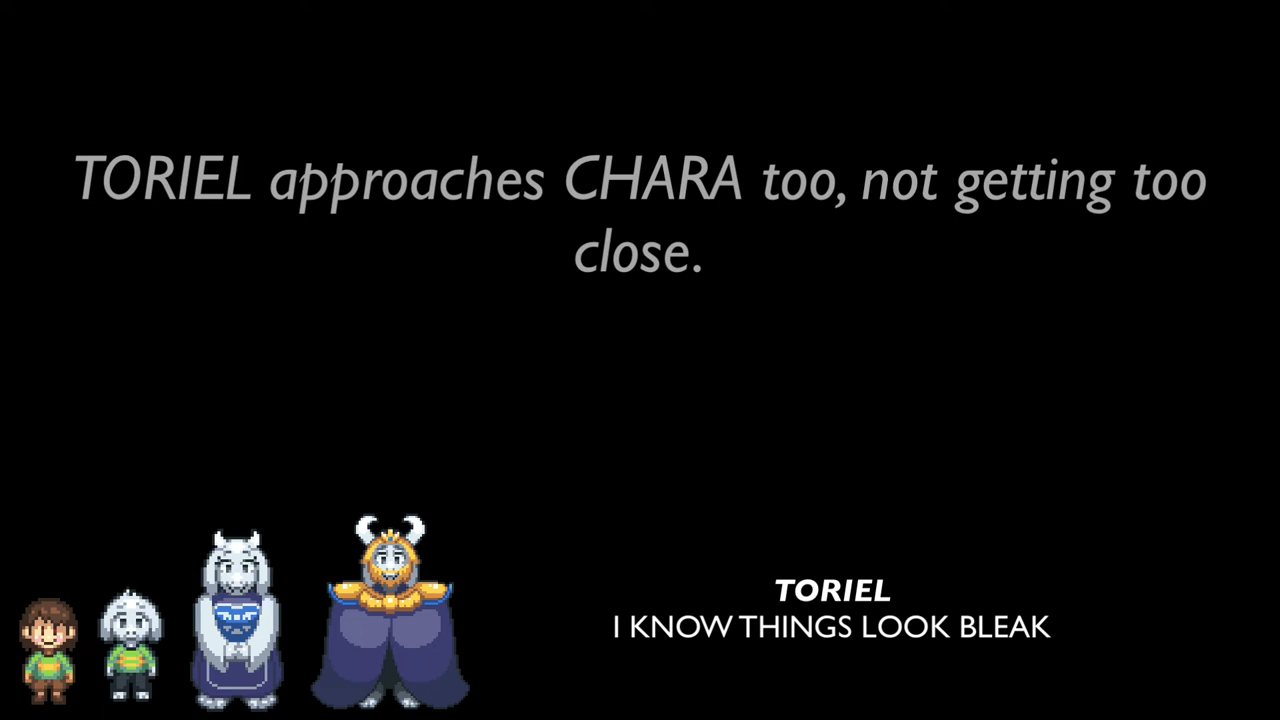 TORIEL approaches CHARA too, not getting too
close.
TORIEL
I KNOW THINGS LOOK BLEAK